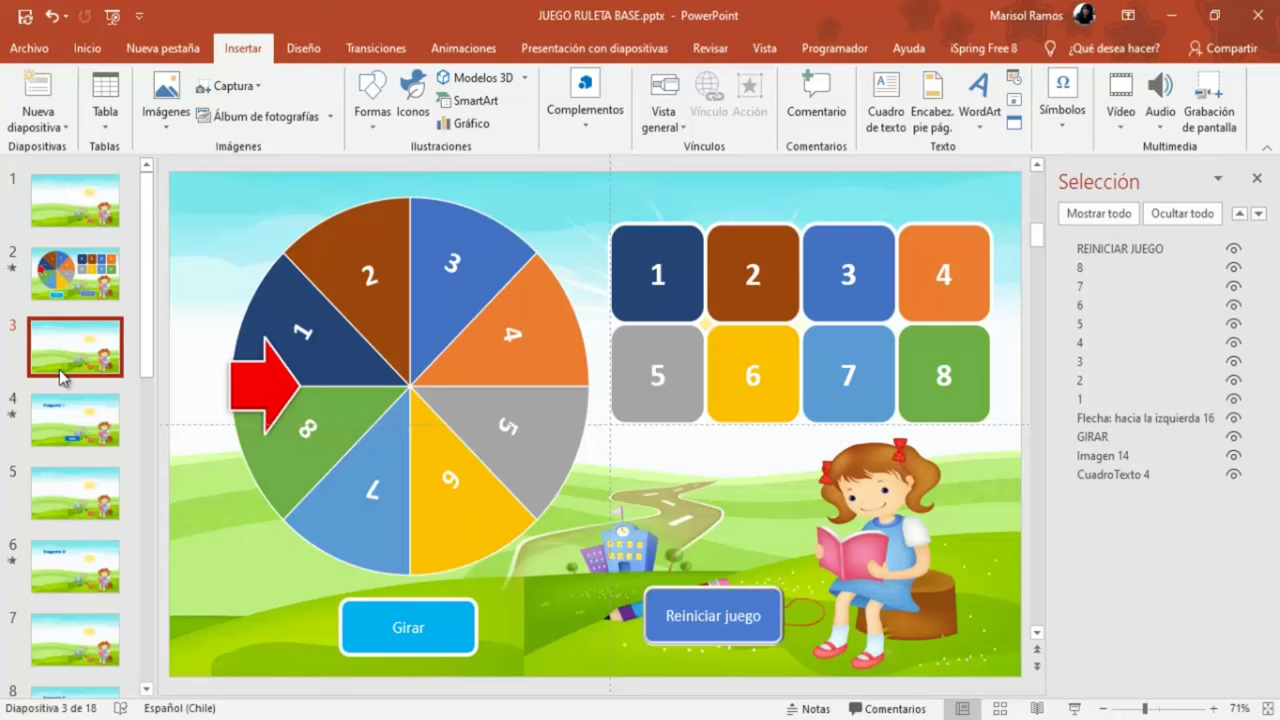 JUEGO RULETA BASE.pptx - PowerPoint
Marisol Ramos
Archivo Inicio Nueva pestaña Insertar Diseño Transiciones Animaciones Presentación con diapositivas Revisar Vista Programador Ayuda iSpring Free 8 ¿Qué desea hacer? Compartir
Nueva diapositiva
Tabla
Imágenes
Captura
Álbum de fotografías
Formas
Iconos
Modelos 3D
SmartArt
Gráfico
Complementos
Vista general
Vínculo
Acción
Comentario
Cuadro de texto
Encabez. pie pág.
WordArt
Símbolos
Vídeo
Audio
Grabación de pantalla
Diapositivas Tablas Imágenes Ilustraciones Vínculos Comentarios Texto Multimedia
1
2
3
4
5
6
7
8
1
2
3
4
5
6
7
8
1 2 3 4
5 6 7 8
Girar
Reiniciar juego
Selección
Mostrar todo Ocultar todo
REINICIAR JUEGO
8
7
6
5
4
3
2
1
Flecha: hacia la izquierda 16
GIRAR
Imagen 14
CuadroTexto 4
Diapositiva 3 de 18 Español (Chile) Notas Comentarios 71%